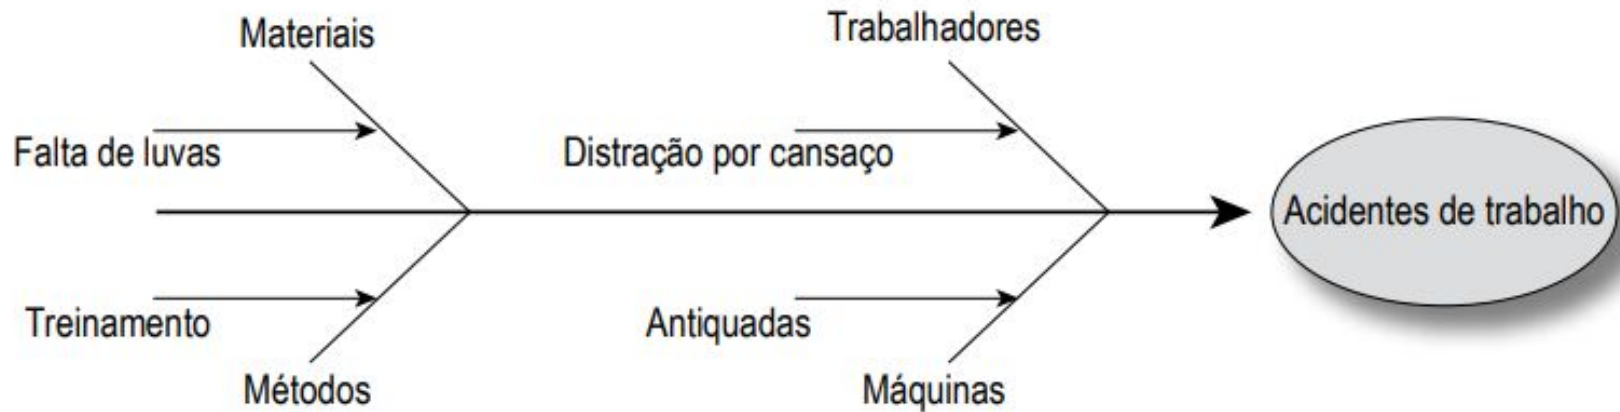 Materiais
Trabalhadores
Falta de luvas
Distração por cansaço
Acidentes de trabalho
Treinamento
Antiquadas
Métodos
Máquinas